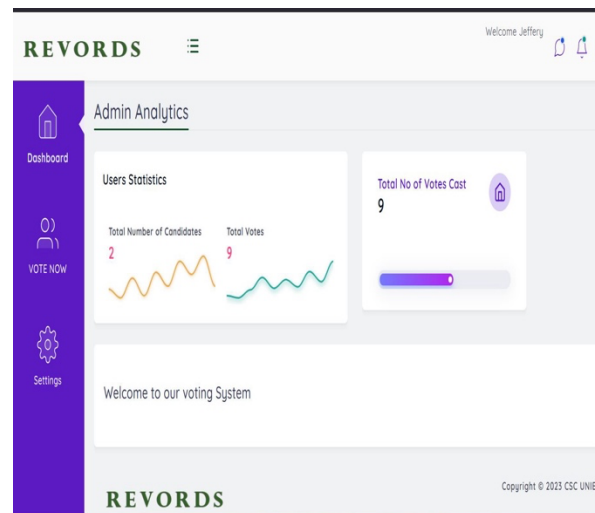 REVORDS
Welcome Jeffery
Admin Analytics
Dashboard
VOTE NOW
Settings
Users Statistics
Total Number of Candidates
2
Total Votes
9
Total No of Votes Cast
9
Welcome to our voting System
REVORDS
Copyright © 2023 CSC UNIE